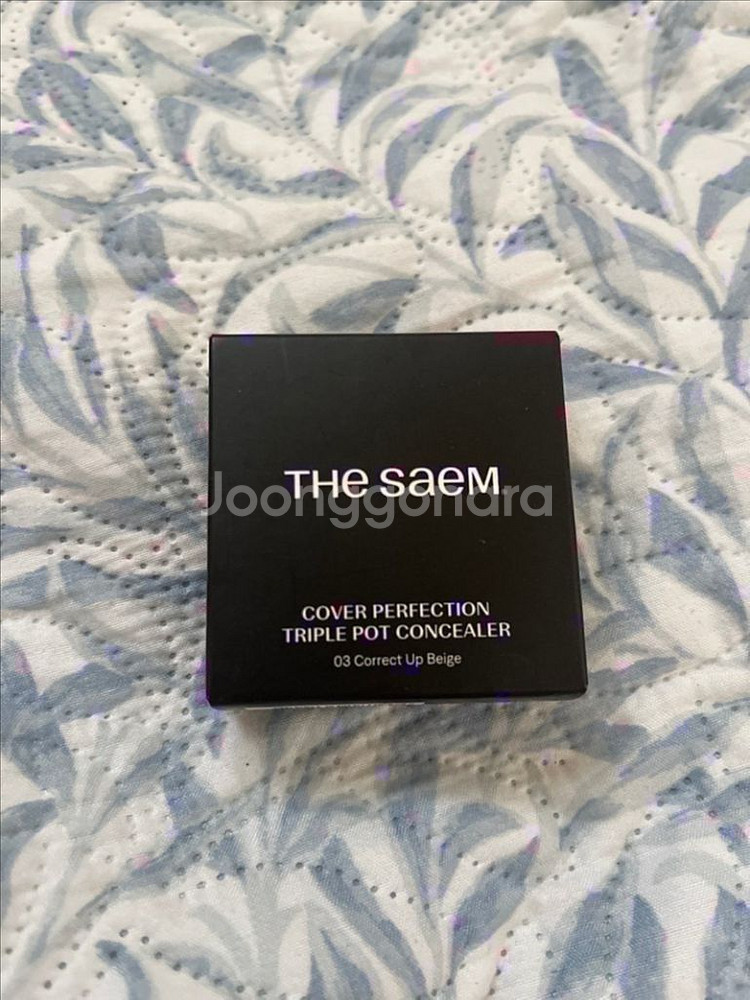 THE SAEM
Joonggonara
COVER PERFECTION
TRIPLE POT CONCEALER
03 Correct Up Beige